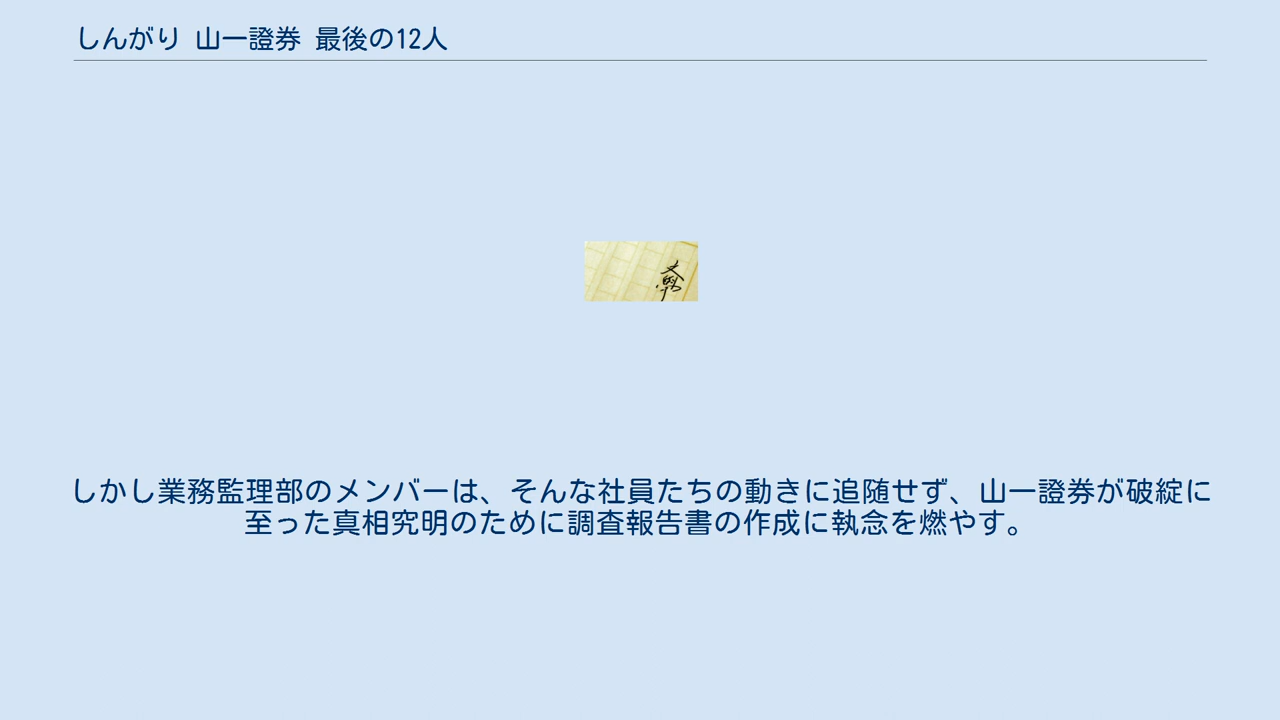 しんがり 山一證券 最後の12人
しかし業務監理部のメンバーは、そんな社員たちの動きに追随せず、山一證券が破綻に
至った真相究明のために調査報告書の作成に執念を燃やす。